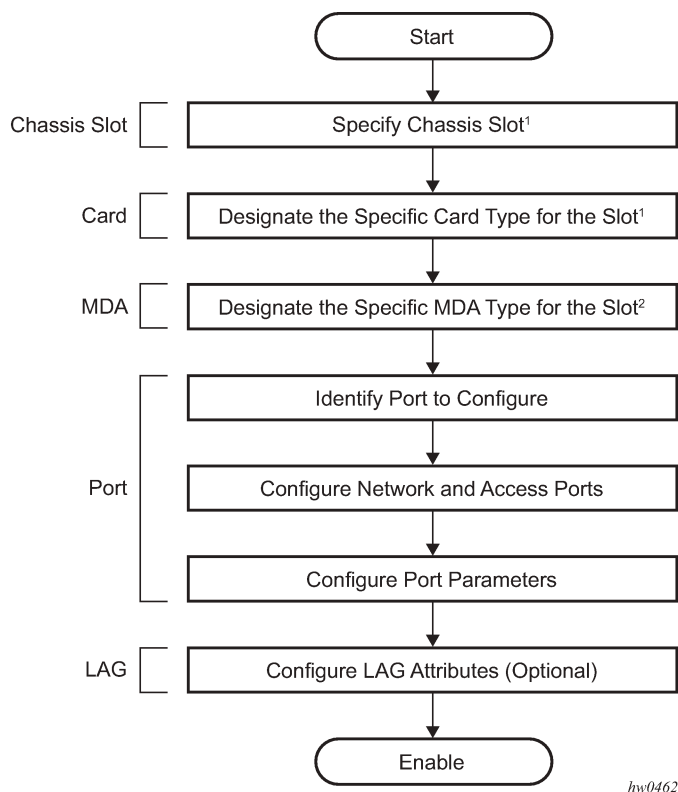 Start
Chassis Slot
Specify Chassis Slot¹
Card
Designate the Specific Card Type for the Slot¹
MDA
Designate the Specific MDA Type for the Slot²
Port
Identify Port to Configure
Configure Network and Access Ports
Configure Port Parameters
LAG
Configure LAG Attributes (Optional)
Enable
hw0462